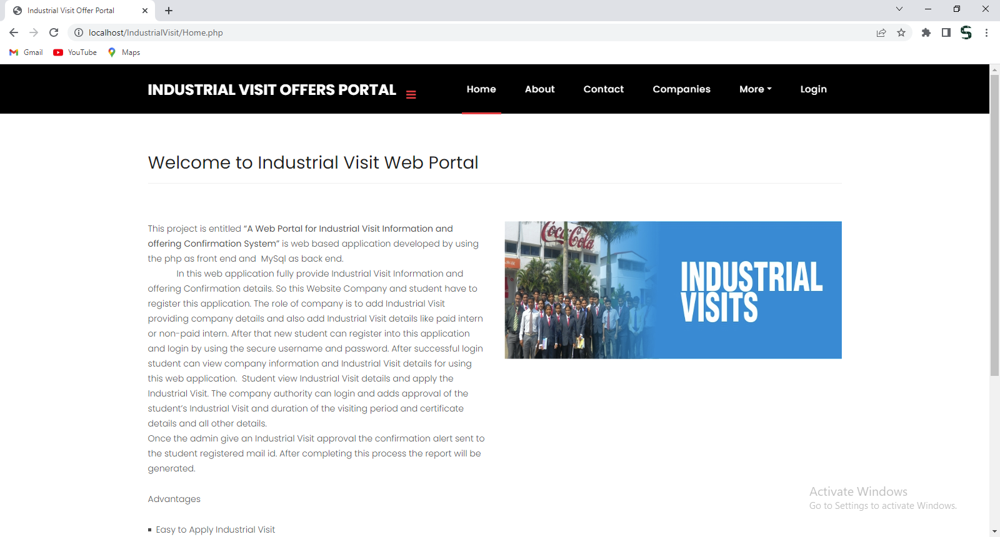 Industrial Visit Offer Portal
localhost/IndustrialVisit/Home.php
Gmail YouTube Maps
INDUSTRIAL VISIT OFFERS PORTAL Home About Contact Companies More Login
Welcome to Industrial Visit Web Portal
This project is entitled “A Web Portal for Industrial Visit Information and
offering Confirmation System” is web based application developed by using
the php as front end and MySql as back end.
In this web application fully provide Industrial Visit Information and
offering Confirmation details. So this Website Company and student have to
register this application. The role of company is to add Industrial Visit
providing company details and also add Industrial Visit details like paid intern
or non-paid intern. After that new student can register into this application
and login by using the secure username and password. After successful login
student can view company information and Industrial Visit details for using
this web application. Student view Industrial Visit details and apply the
Industrial Visit. The company authority can login and adds approval of the
student’s Industrial Visit and duration of the visiting period and certificate
details and all other details.
Once the admin give an Industrial Visit approval the confirmation alert sent to
the student registered mail id. After completing this process the report will be
generated.
Advantages
Easy to Apply Industrial Visit
Coca-Cola
INDUSTRIAL
VISITS
Activate Windows
Go to Settings to activate Windows.